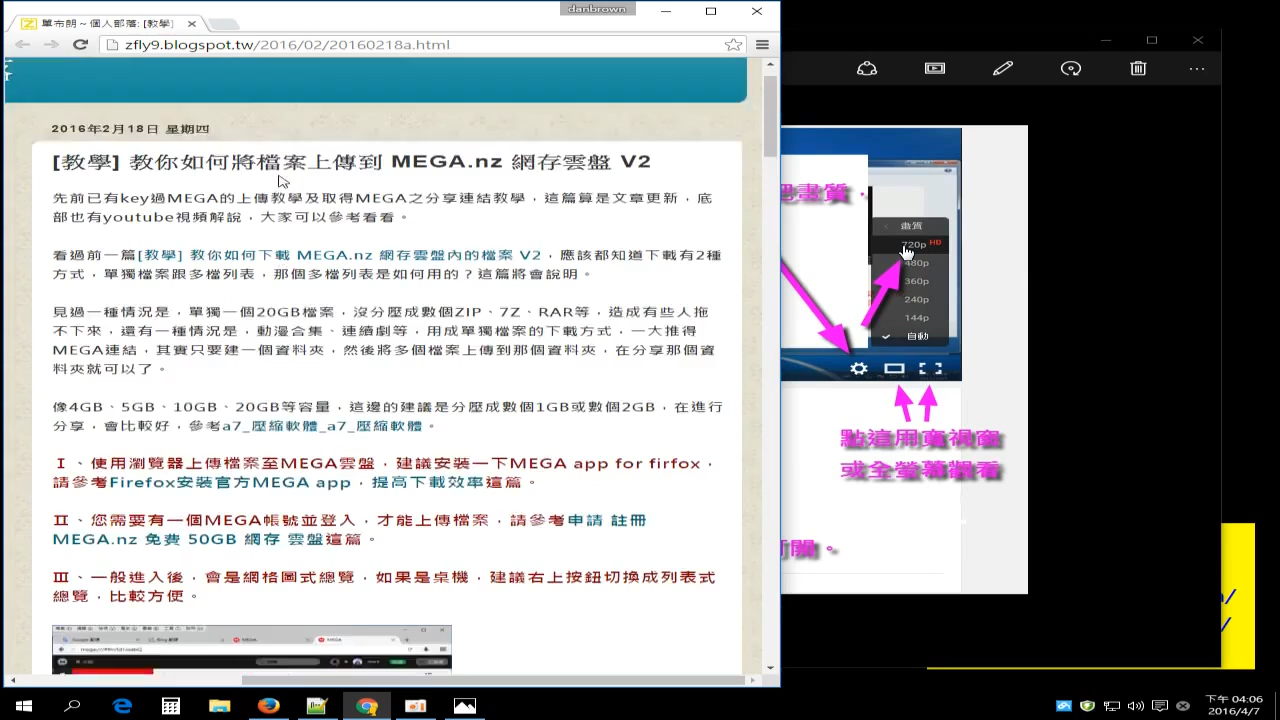 danbrown
單布朗～個人部落: [教學]
zfly9.blogspot.tw/2016/02/20160218a.html
2016年2月18日 星期四
[教學] 教你如何將檔案上傳到 MEGA.nz 網存雲盤 V2
先前已有key過MEGA的上傳教學及取得MEGA之分享連結教學，這篇算是文章更新，底
部也有youtube視頻解說，大家可以參考看看。
看過前一篇[教學] 教你如何下載 MEGA.nz 網存雲盤內的檔案 V2，應該都知道下載有2種
方式，單獨檔案跟多檔列表，那個多檔列表是如何用的？這篇將會說明。
見過一種情況是，單獨一個20GB檔案，沒分壓成數個ZIP、7Z、RAR等，造成有些人拖
不下來，還有一種情況是，動漫合集、連續劇等，用成單獨檔案的下載方式，一大推得
MEGA連結，其實只要建一個資料夾，然後將多個檔案上傳到那個資料夾，在分享那個資
料夾就可以了。
像4GB、5GB、10GB、20GB等容量，這邊的建議是分壓成數個1GB或數個2GB，在進行
分享，會比較好，參考a7_壓縮軟體_a7_壓縮軟體。
Ⅰ、使用瀏覽器上傳檔案至MEGA雲盤，建議安裝一下MEGA app for firfox，
請參考Firefox安裝官方MEGA app，提高下載效率這篇。
Ⅱ、您需要有一個MEGA帳號並登入，才能上傳檔案，請參考申請 註冊
MEGA.nz 免費 50GB 網存 雲盤這篇。
Ⅲ、一般進入後，會是網格圖式總覽，如果是桌機，建議右上按鈕切換成列表式
總覽，比較方便。
MEGA
MEGA
把畫質，
畫質
720p HD
480p
360p
240p
144p
自動
點這用寬視窗
或全螢幕觀看
開。
下午 04:06
2016/4/7